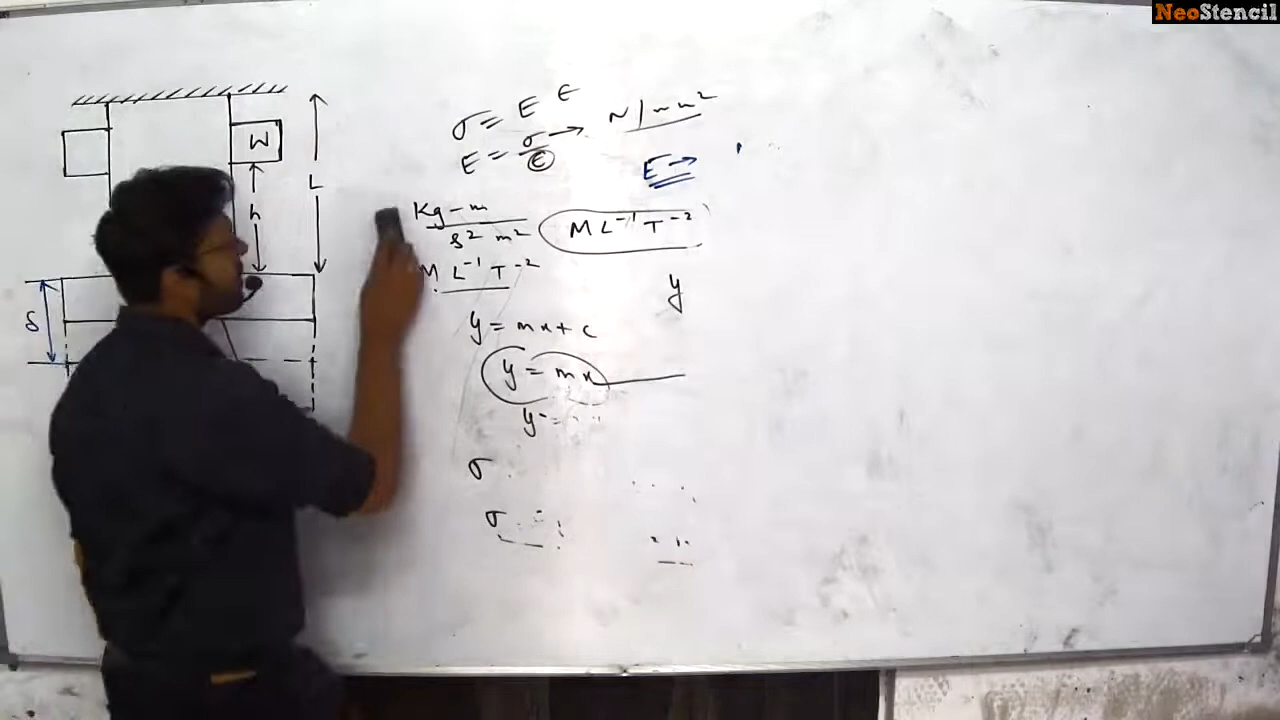 NeoStencil
W
h
L
δ
σ = E ε
E = σ/ε → N/mm²
E →
Kg-m
s² m²
M L⁻¹ T⁻²
M L⁻¹ T⁻²
y
y = mx + c
y = mx
y =
σ
σ